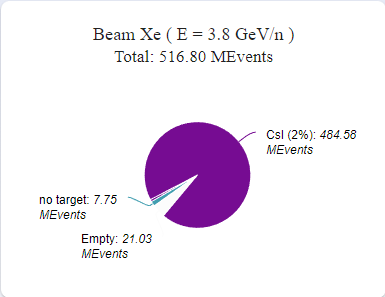 Beam Xe ( E = 3.8 GeV/n )
Total: 516.80 MEvents
CsI (2%): 484.58
MEvents
no target: 7.75
MEvents
Empty: 21.03
MEvents